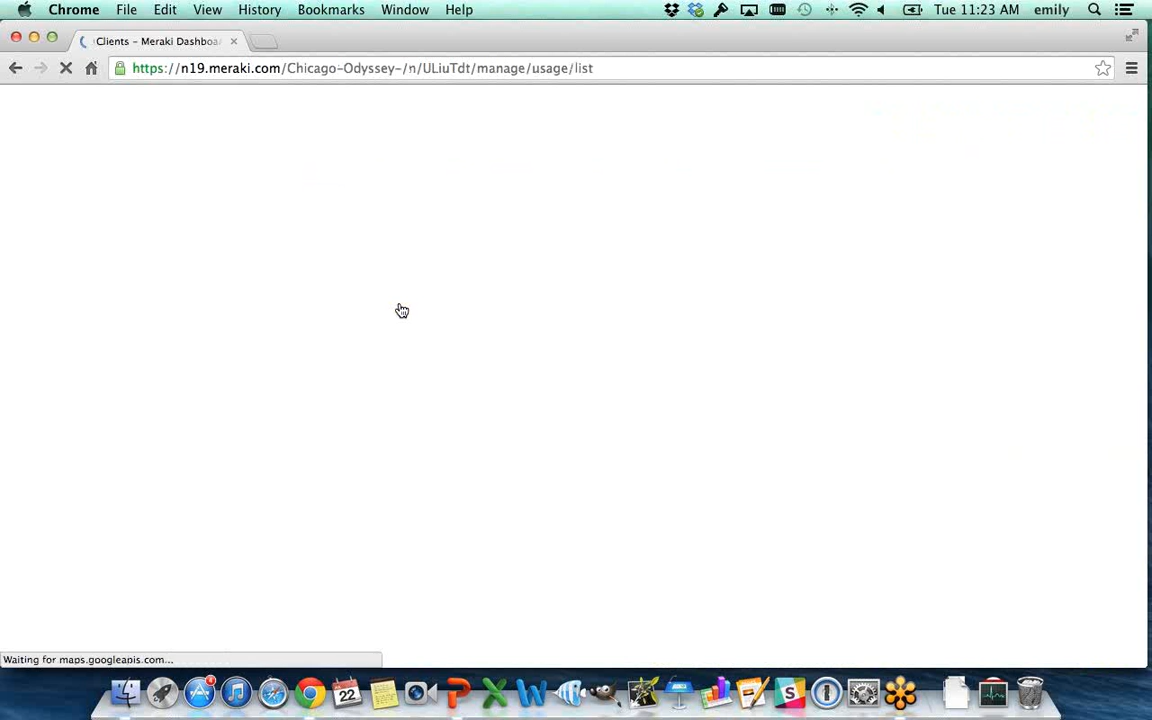 Chrome File Edit View History Bookmarks Window Help Tue 11:23 AM emily
Clients - Meraki Dashboa
https://n19.meraki.com/Chicago-Odyssey-/n/ULiuTdt/manage/usage/list
Waiting for maps.googleapis.com...
22